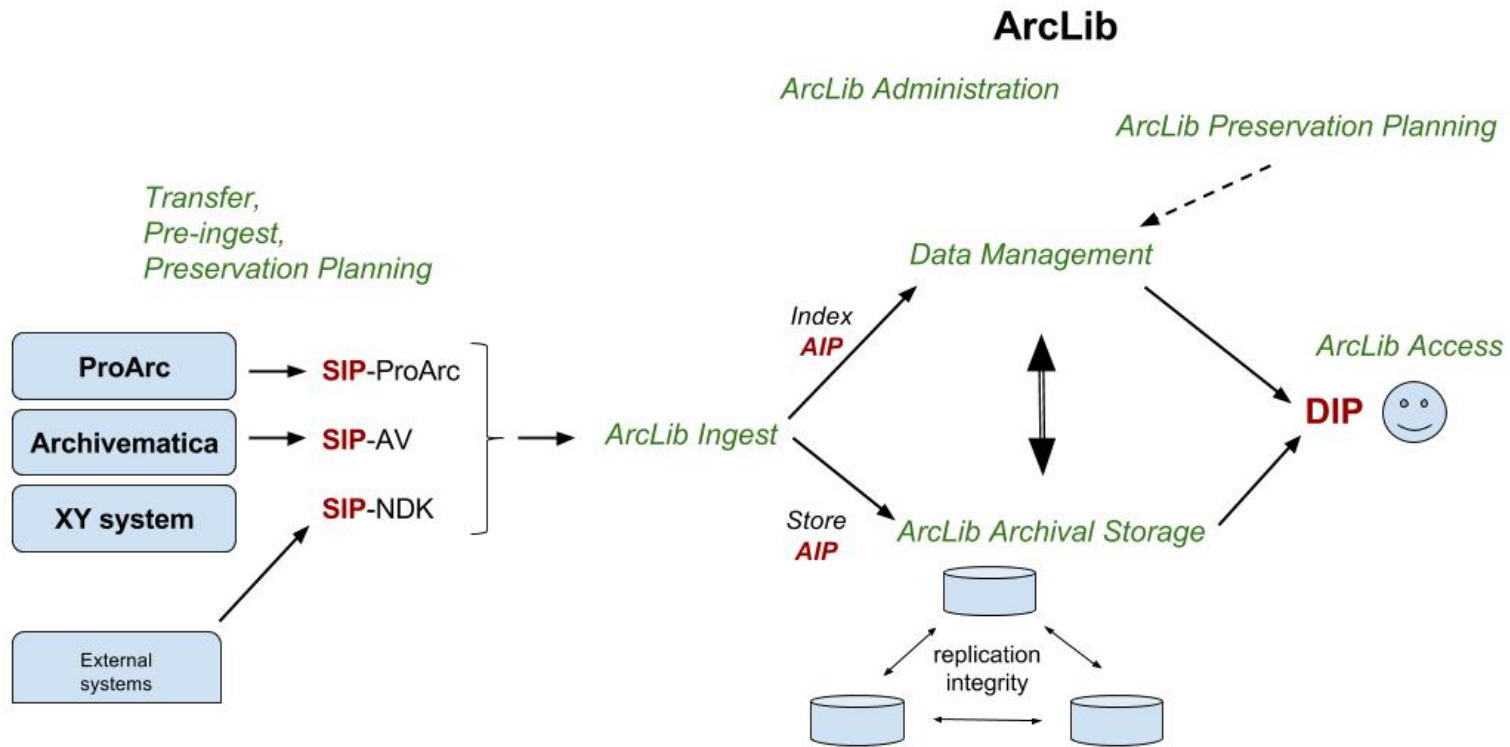 ArcLib
ArcLib Administration
ArcLib Preservation Planning
Transfer,
Pre-ingest,
Preservation Planning
Data Management
Index
AIP
ArcLib Access
ProArc
SIP-ProArc
DIP
Archivematica
SIP-AV
ArcLib Ingest
XY system
SIP-NDK
Store
AIP
ArcLib Archival Storage
External
systems
replication
integrity